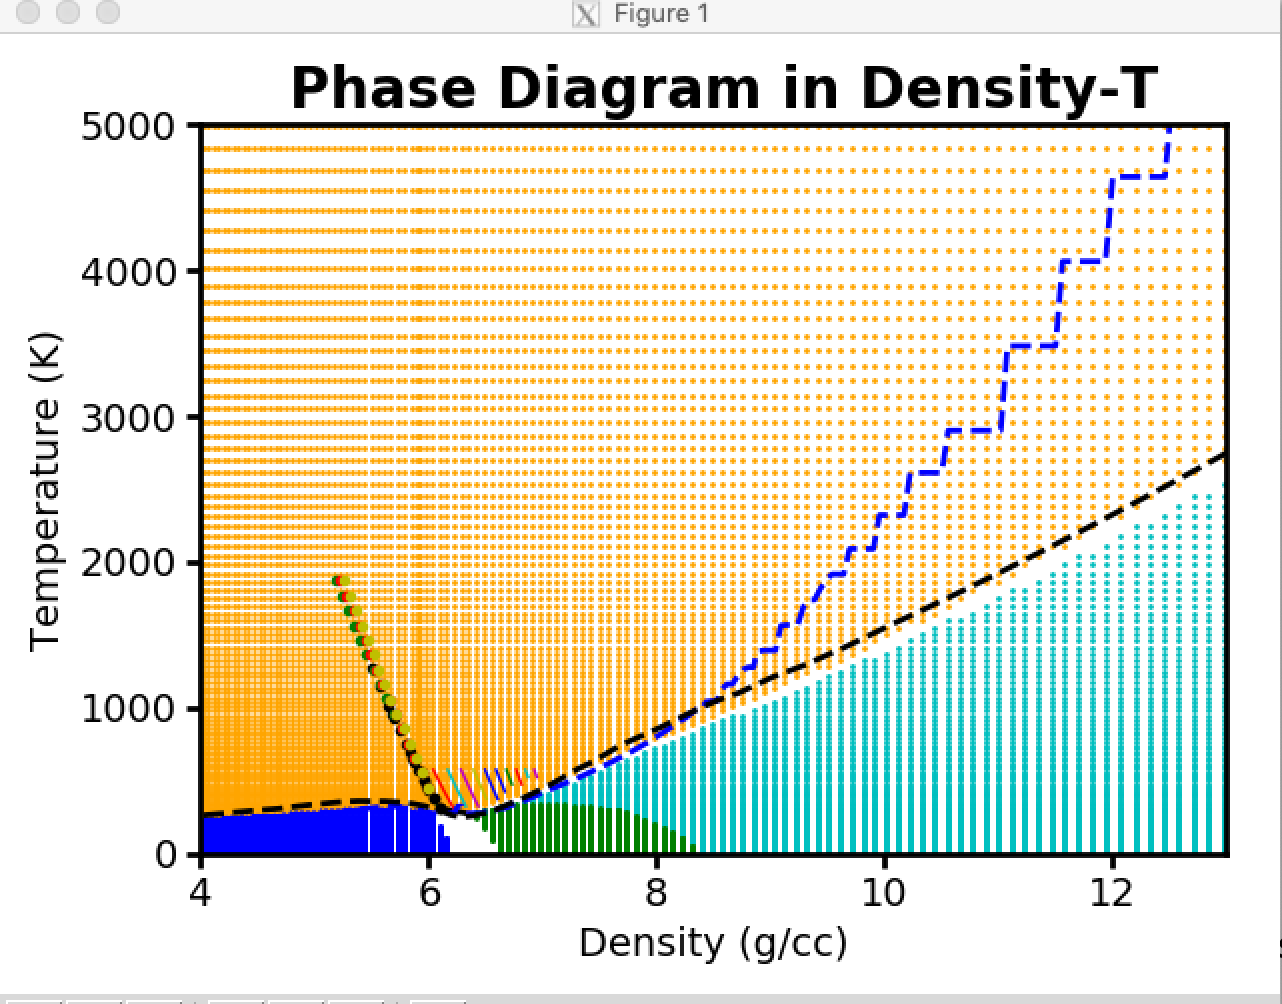 Figure 1
Phase Diagram in Density-T
5000
4000
3000
2000
1000
0
Temperature (K)
4 6 8 10 12
Density (g/cc)